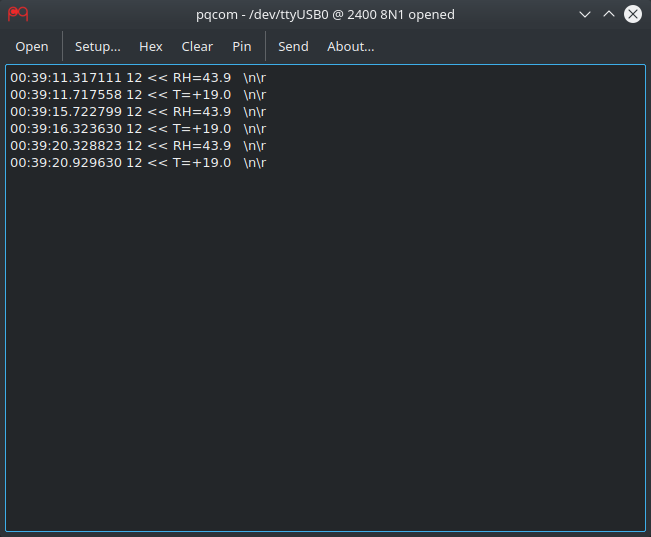 pqcom - /dev/ttyUSB0 @ 2400 8N1 opened
Open Setup... Hex Clear Pin Send About...
00:39:11.317111 12 << RH=43.9   \n\r
00:39:11.717558 12 << T=+19.0   \n\r
00:39:15.722799 12 << RH=43.9   \n\r
00:39:16.323630 12 << T=+19.0   \n\r
00:39:20.328823 12 << RH=43.9   \n\r
00:39:20.929630 12 << T=+19.0   \n\r